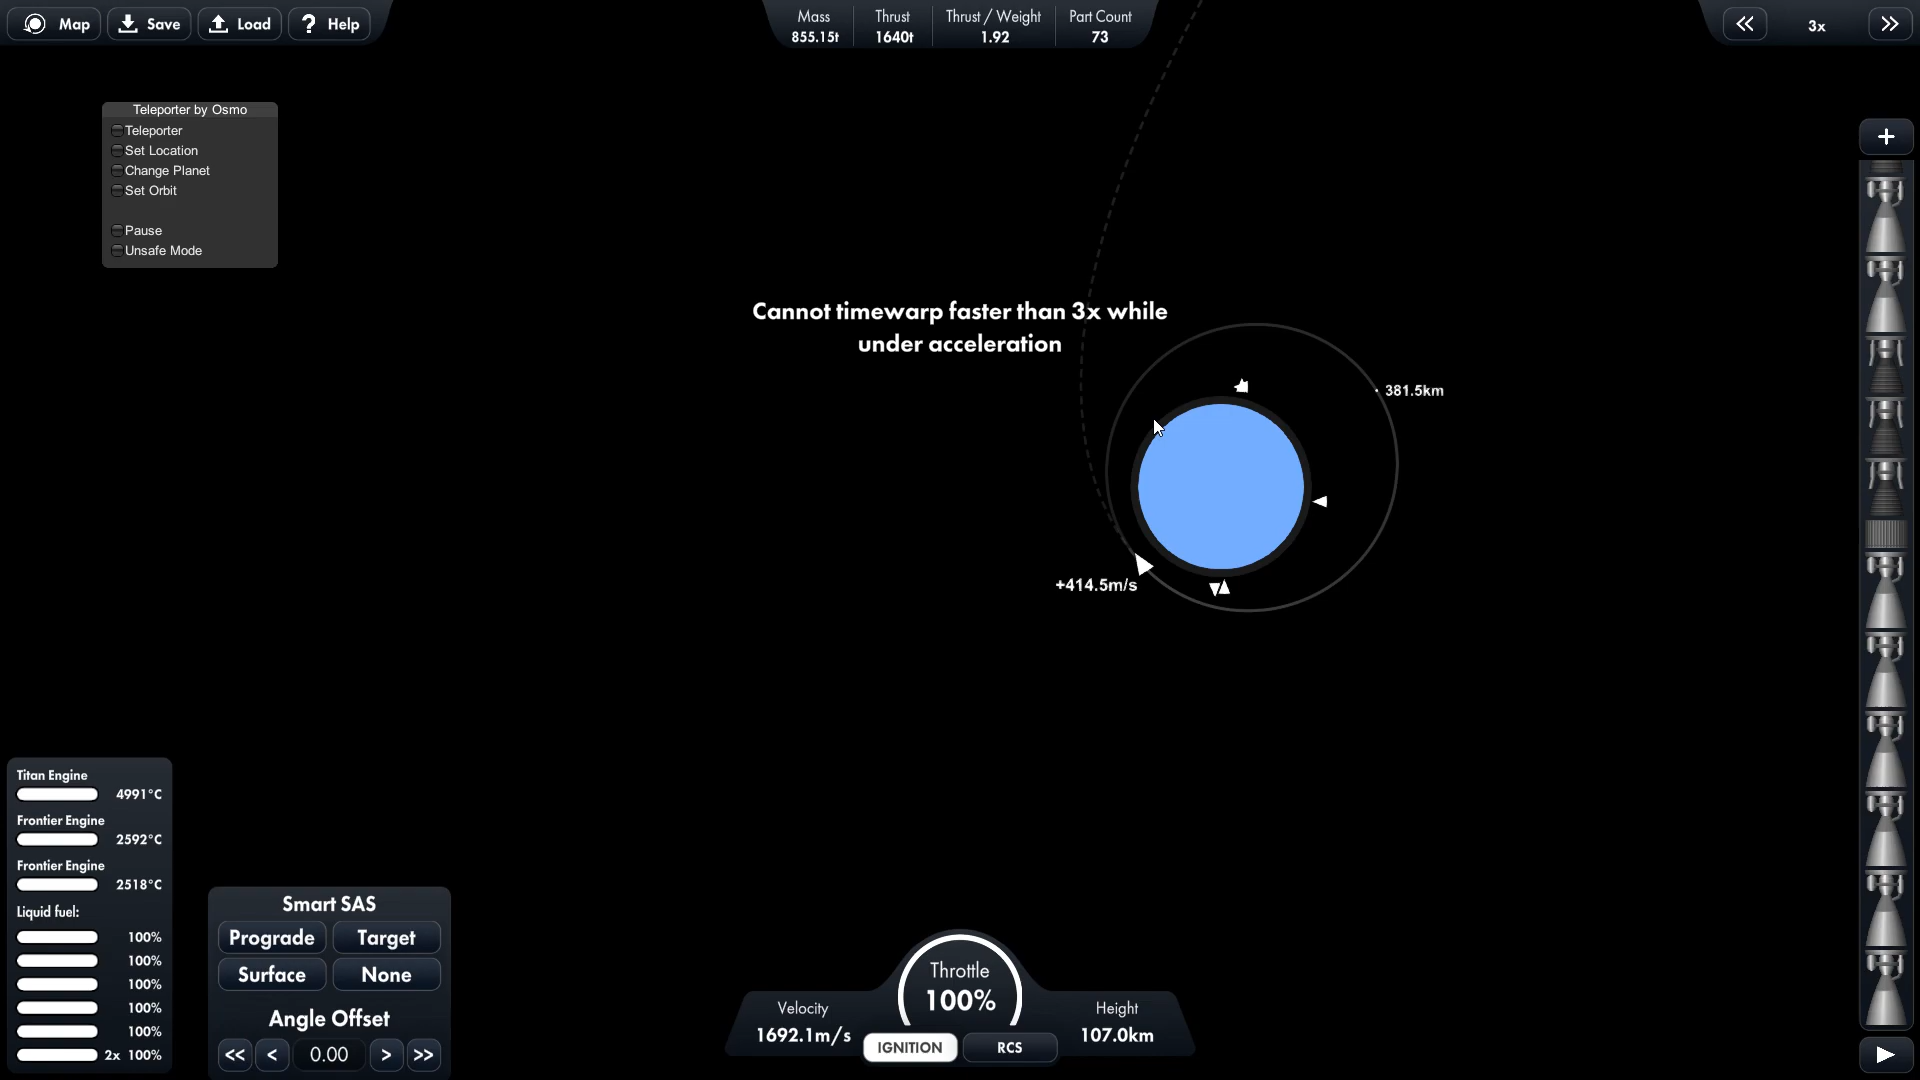 Map
Save
Load
? Help
Mass
855.15t
Thrust
1640t
Thrust / Weight
1.92
Part Count
73
3x
Teleporter by Osmo
Teleporter
Set Location
Change Planet
Set Orbit
Pause
Unsafe Mode
Cannot timewarp faster than 3x while
under acceleration
381.5km
+414.5m/s
Titan Engine
4991°C
Frontier Engine
2592°C
Frontier Engine
2518°C
Liquid fuel:
100%
100%
100%
100%
100%
2x 100%
Smart SAS
Prograde
Target
Surface
None
Angle Offset
<<
<
0.00
>
>>
Throttle
100%
Velocity
1692.1m/s
Height
107.0km
IGNITION
RCS